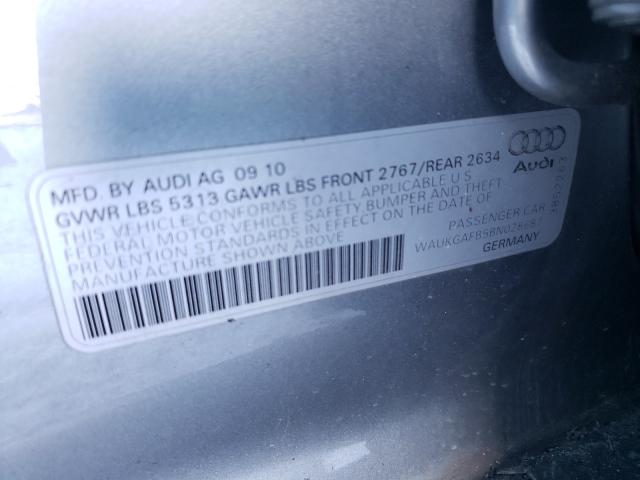 MFD. BY AUDI AG 09 10
GVWR LBS 5313 GAWR LBS FRONT 2767/REAR 2634
THIS VEHICLE CONFORMS TO ALL APPLICABLE U.S
FEDERAL MOTOR VEHICLE SAFETY BUMPER AND THEFT
PREVENTION STANDARDS IN EFFECT ON THE DATE OF
MANUFACTURE SHOWN ABOVE
Audi
PASSENGER CAR
GERMANY